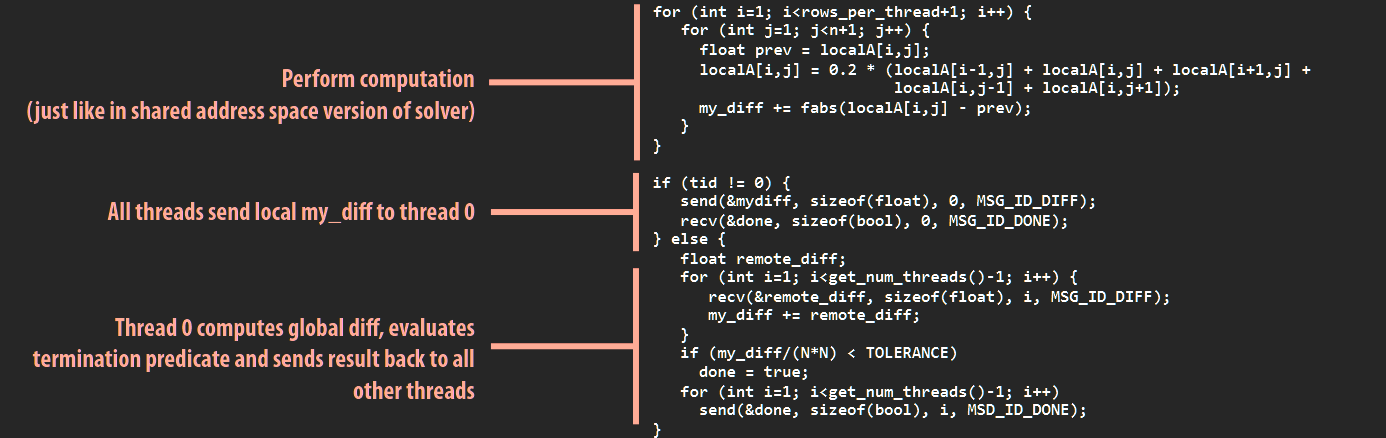 for (int i=1; i<rows_per_thread+1; i++) {
for (int j=1; j<n+1; j++) {
float prev = localA[i,j];
localA[i,j] = 0.2 * (localA[i-1,j] + localA[i,j] + localA[i+1,j] +
localA[i,j-1] + localA[i,j+1]);
my_diff += fabs(localA[i,j] - prev);
}
}
Perform computation
(just like in shared address space version of solver)
if (tid != 0) {
send(&mydiff, sizeof(float), 0, MSG_ID_DIFF);
recv(&done, sizeof(bool), 0, MSG_ID_DONE);
} else {
All threads send local my_diff to thread 0
float remote_diff;
for (int i=1; i<get_num_threads()-1; i++) {
recv(&remote_diff, sizeof(float), i, MSG_ID_DIFF);
my_diff += remote_diff;
}
if (my_diff/(N*N) < TOLERANCE)
done = true;
for (int i=1; i<get_num_threads()-1; i++)
send(&done, sizeof(bool), i, MSD_ID_DONE);
}
Thread 0 computes global diff, evaluates
termination predicate and sends result back to all
other threads